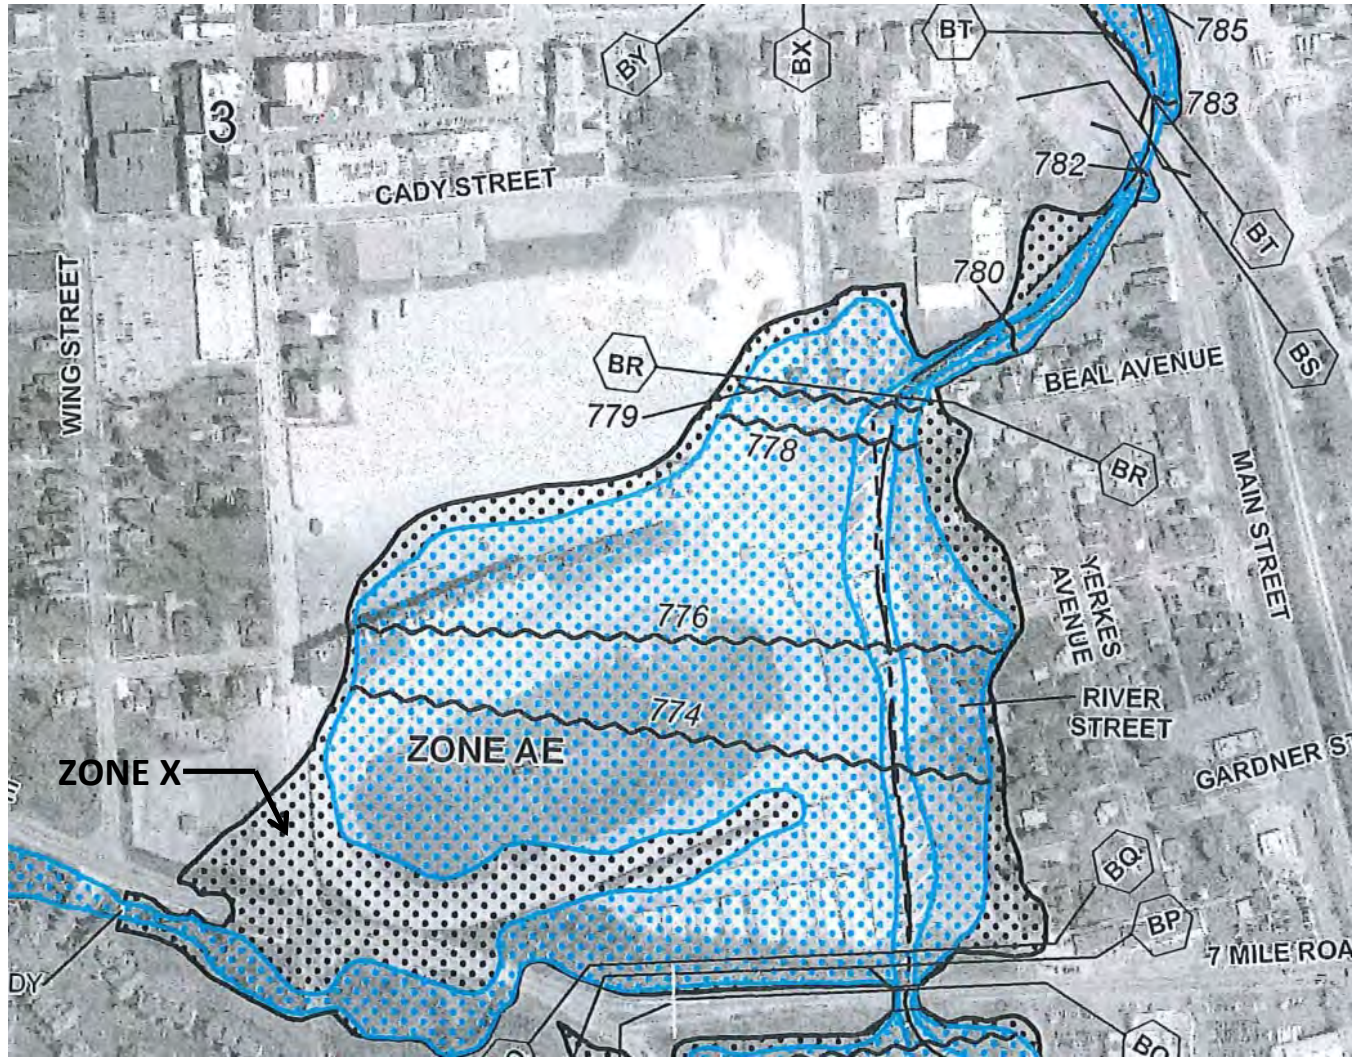 BY
BX
BT
785
3
783
782
CADY STREET
BT
780
WING STREET
BS
BR
BEAL AVENUE
779
778
BR
MAIN STREET
YERKES
AVENUE
776
RIVER
STREET
774
ZONE AE
GARDNER ST
ZONE X
BQ
BP
7 MILE ROA
DY